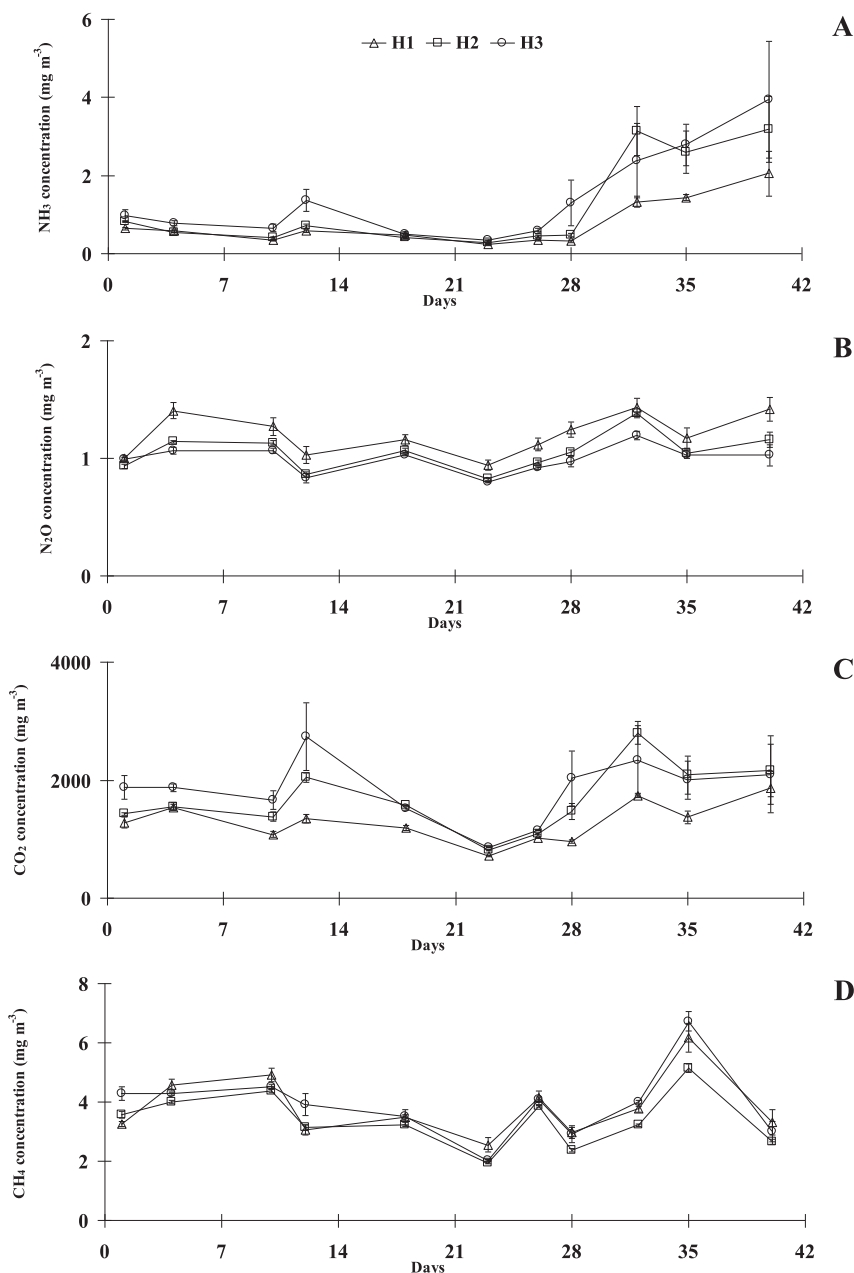 A
H1 H2 H3
NH₃ concentration (mg m⁻³)
6
4
2
0
0 7 14 21 28 35 42
Days
B
N₂O concentration (mg m⁻³)
2
1
0
0 7 14 21 28 35 42
Days
C
CO₂ concentration (mg m⁻³)
4000
2000
0
0 7 14 21 28 35 42
Days
D
CH₄ concentration (mg m⁻³)
8
6
4
2
0
0 7 14 21 28 35 42
Days